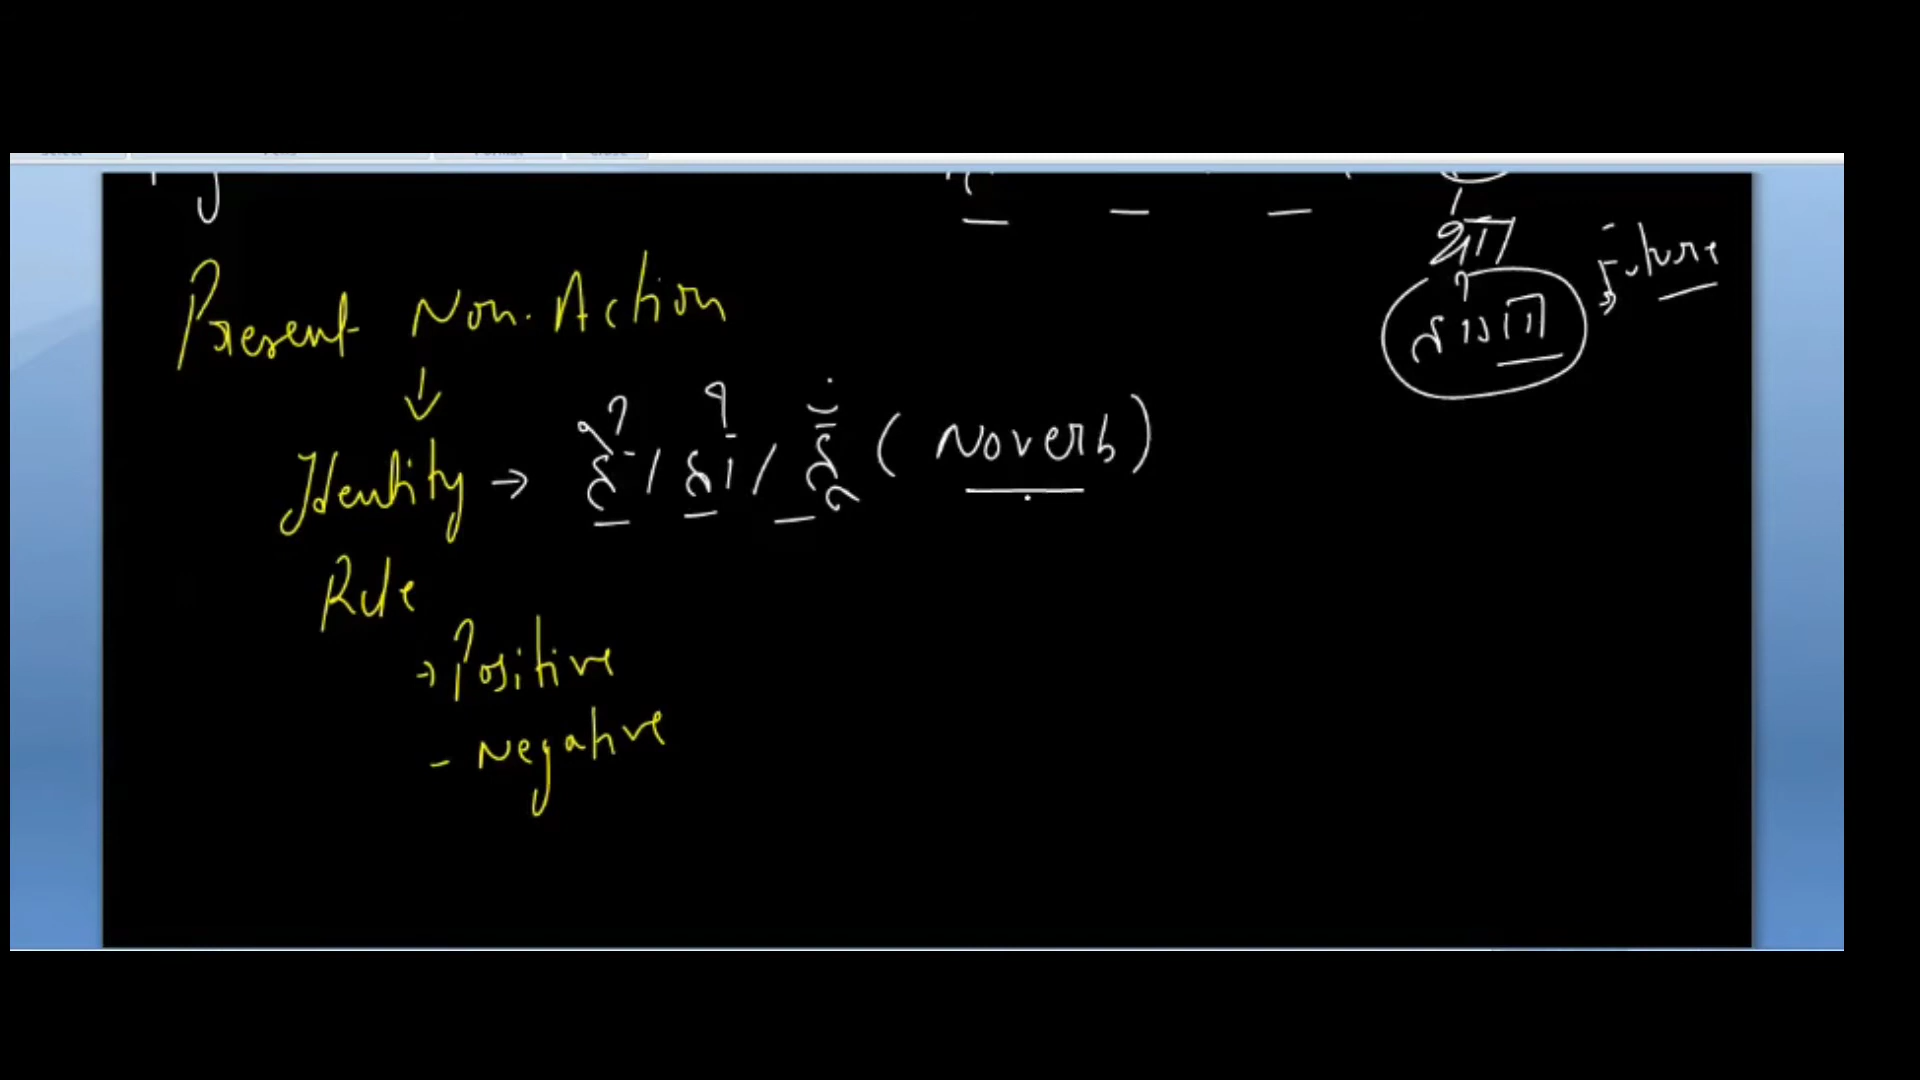 Future
Present Non-Action
Identity → है / हैं / हूँ (No verb)
Rule
→ Positive
- Negative